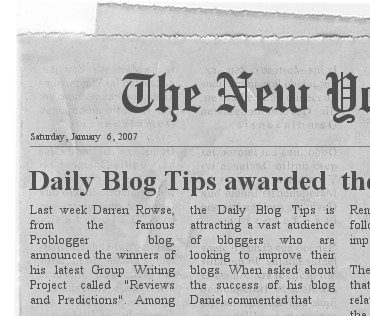 The New Yo
Saturday, January 6, 2007
Daily Blog Tips awarded the
Last week Darren Rowse,
from the famous
Problogger blog,
announced the winners of
his latest Group Writing
Project called "Reviews
and Predictions". Among
the Daily Blog Tips is
attracting a vast audience
of bloggers who are
looking to improve their
blogs. When asked about
the success of his blog
Daniel commented that
Rem
follo
imp
The
that
rela
the